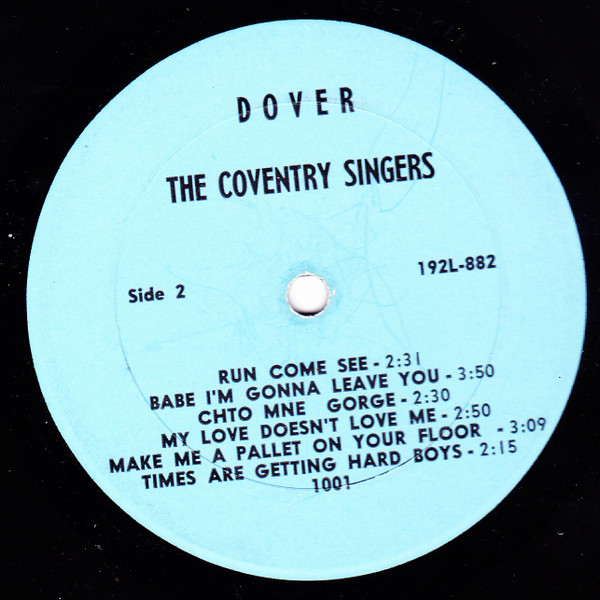 DOVER
THE COVENTRY SINGERS
192L-882
Side 2
RUN COME SEE - 2:31
BABE I'M GONNA LEAVE YOU - 3:50
CHTO MNE GORGE - 2:30
MY LOVE DOESN'T LOVE ME - 2:50
MAKE ME A PALLET ON YOUR FLOOR - 3:09
TIMES ARE GETTING HARD BOYS - 2:15
1001